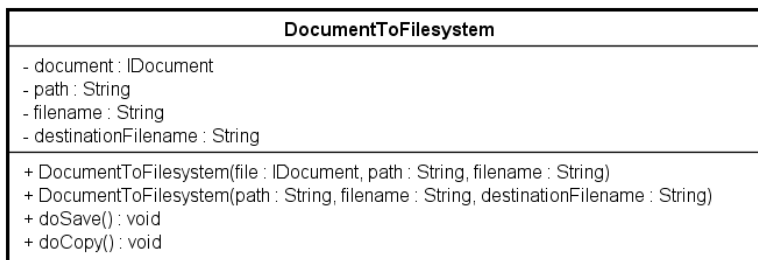 DocumentToFilesystem
- document : IDocument
- path : String
- filename : String
- destinationFilename : String
+ DocumentToFilesystem(file : IDocument, path : String, filename : String)
+ DocumentToFilesystem(path : String, filename : String, destinationFilename : String)
+ doSave() : void
+ doCopy() : void